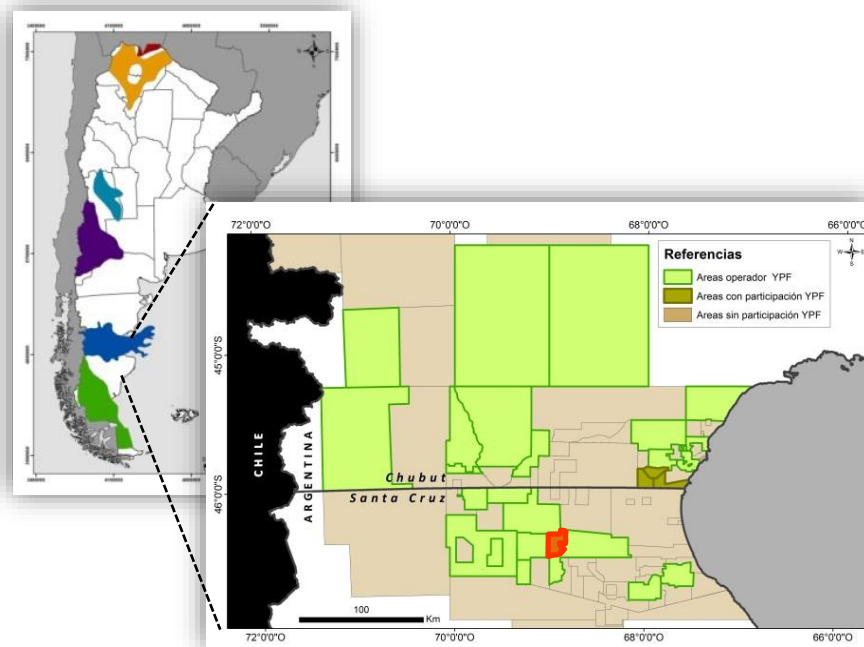 72°0'0"O
70°0'0"O
68°0'0"O
66°0'0"O
N
W
E
S
Referencias
Areas operador YPF
Areas con participación YPF
Areas sin participación YPF
45°0'0"S
46°0'0"S
CHILE
ARGENTINA
Chubut
Santa Cruz
100
Km
72°0'0"O
70°0'0"O
68°0'0"O
66°0'0"O